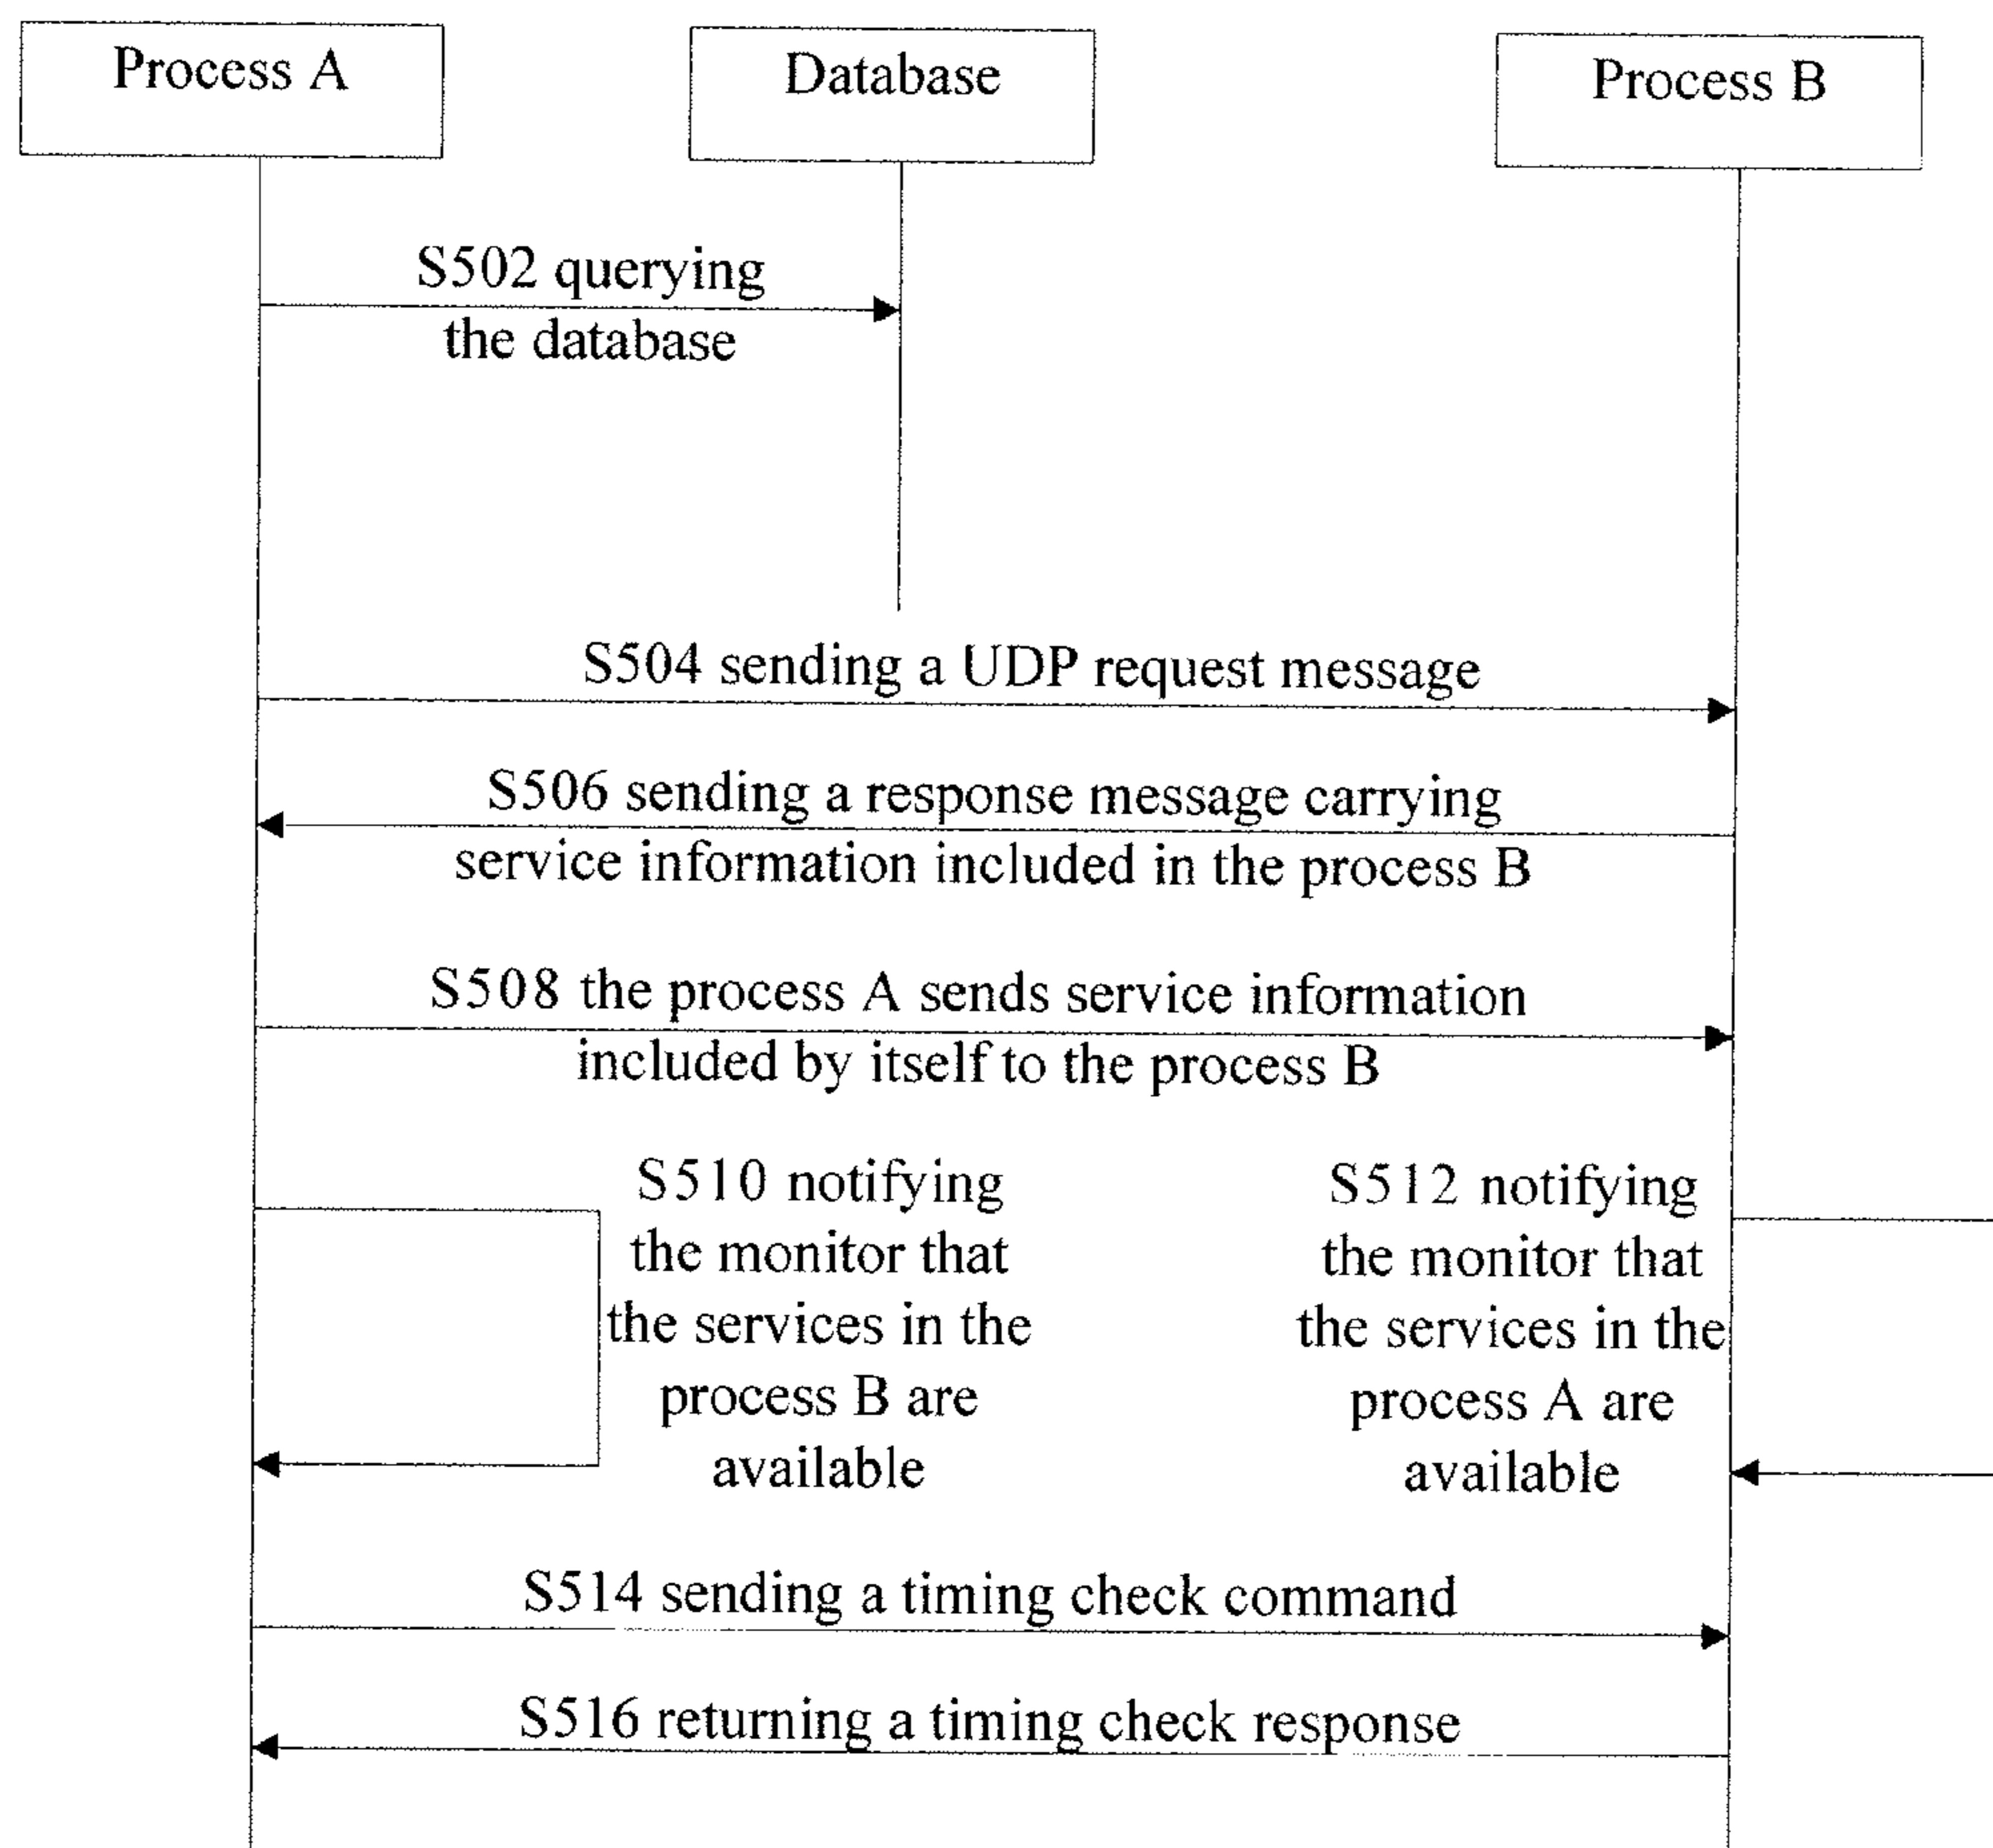 Process A
Database
Process B
S502 querying
the database
S504 sending a UDP request message
S506 sending a response message carrying
service information included in the process B
S508 the process A sends service information
included by itself to the process B
S510 notifying
the monitor that
the services in the
process B are
available
S512 notifying
the monitor that
the services in the
process A are
available
S514 sending a timing check command
S516 returning a timing check response